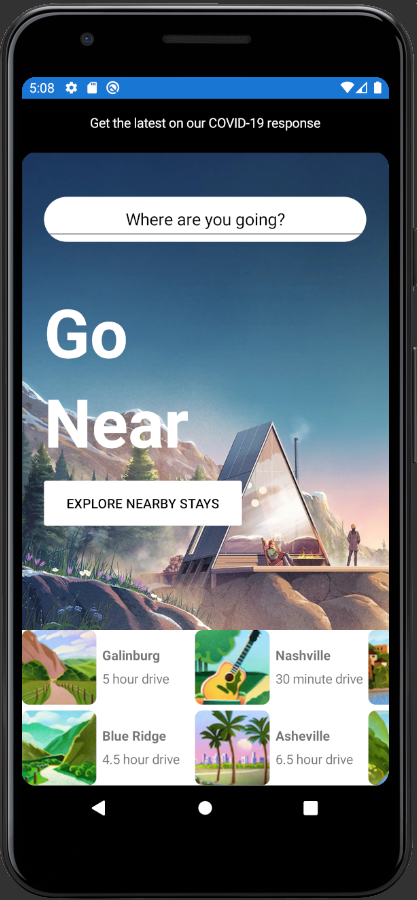 5:08
Get the latest on our COVID-19 response
Where are you going?
Go
Near
EXPLORE NEARBY STAYS
Galinburg
5 hour drive
Nashville
30 minute drive
Blue Ridge
4.5 hour drive
Asheville
6.5 hour drive